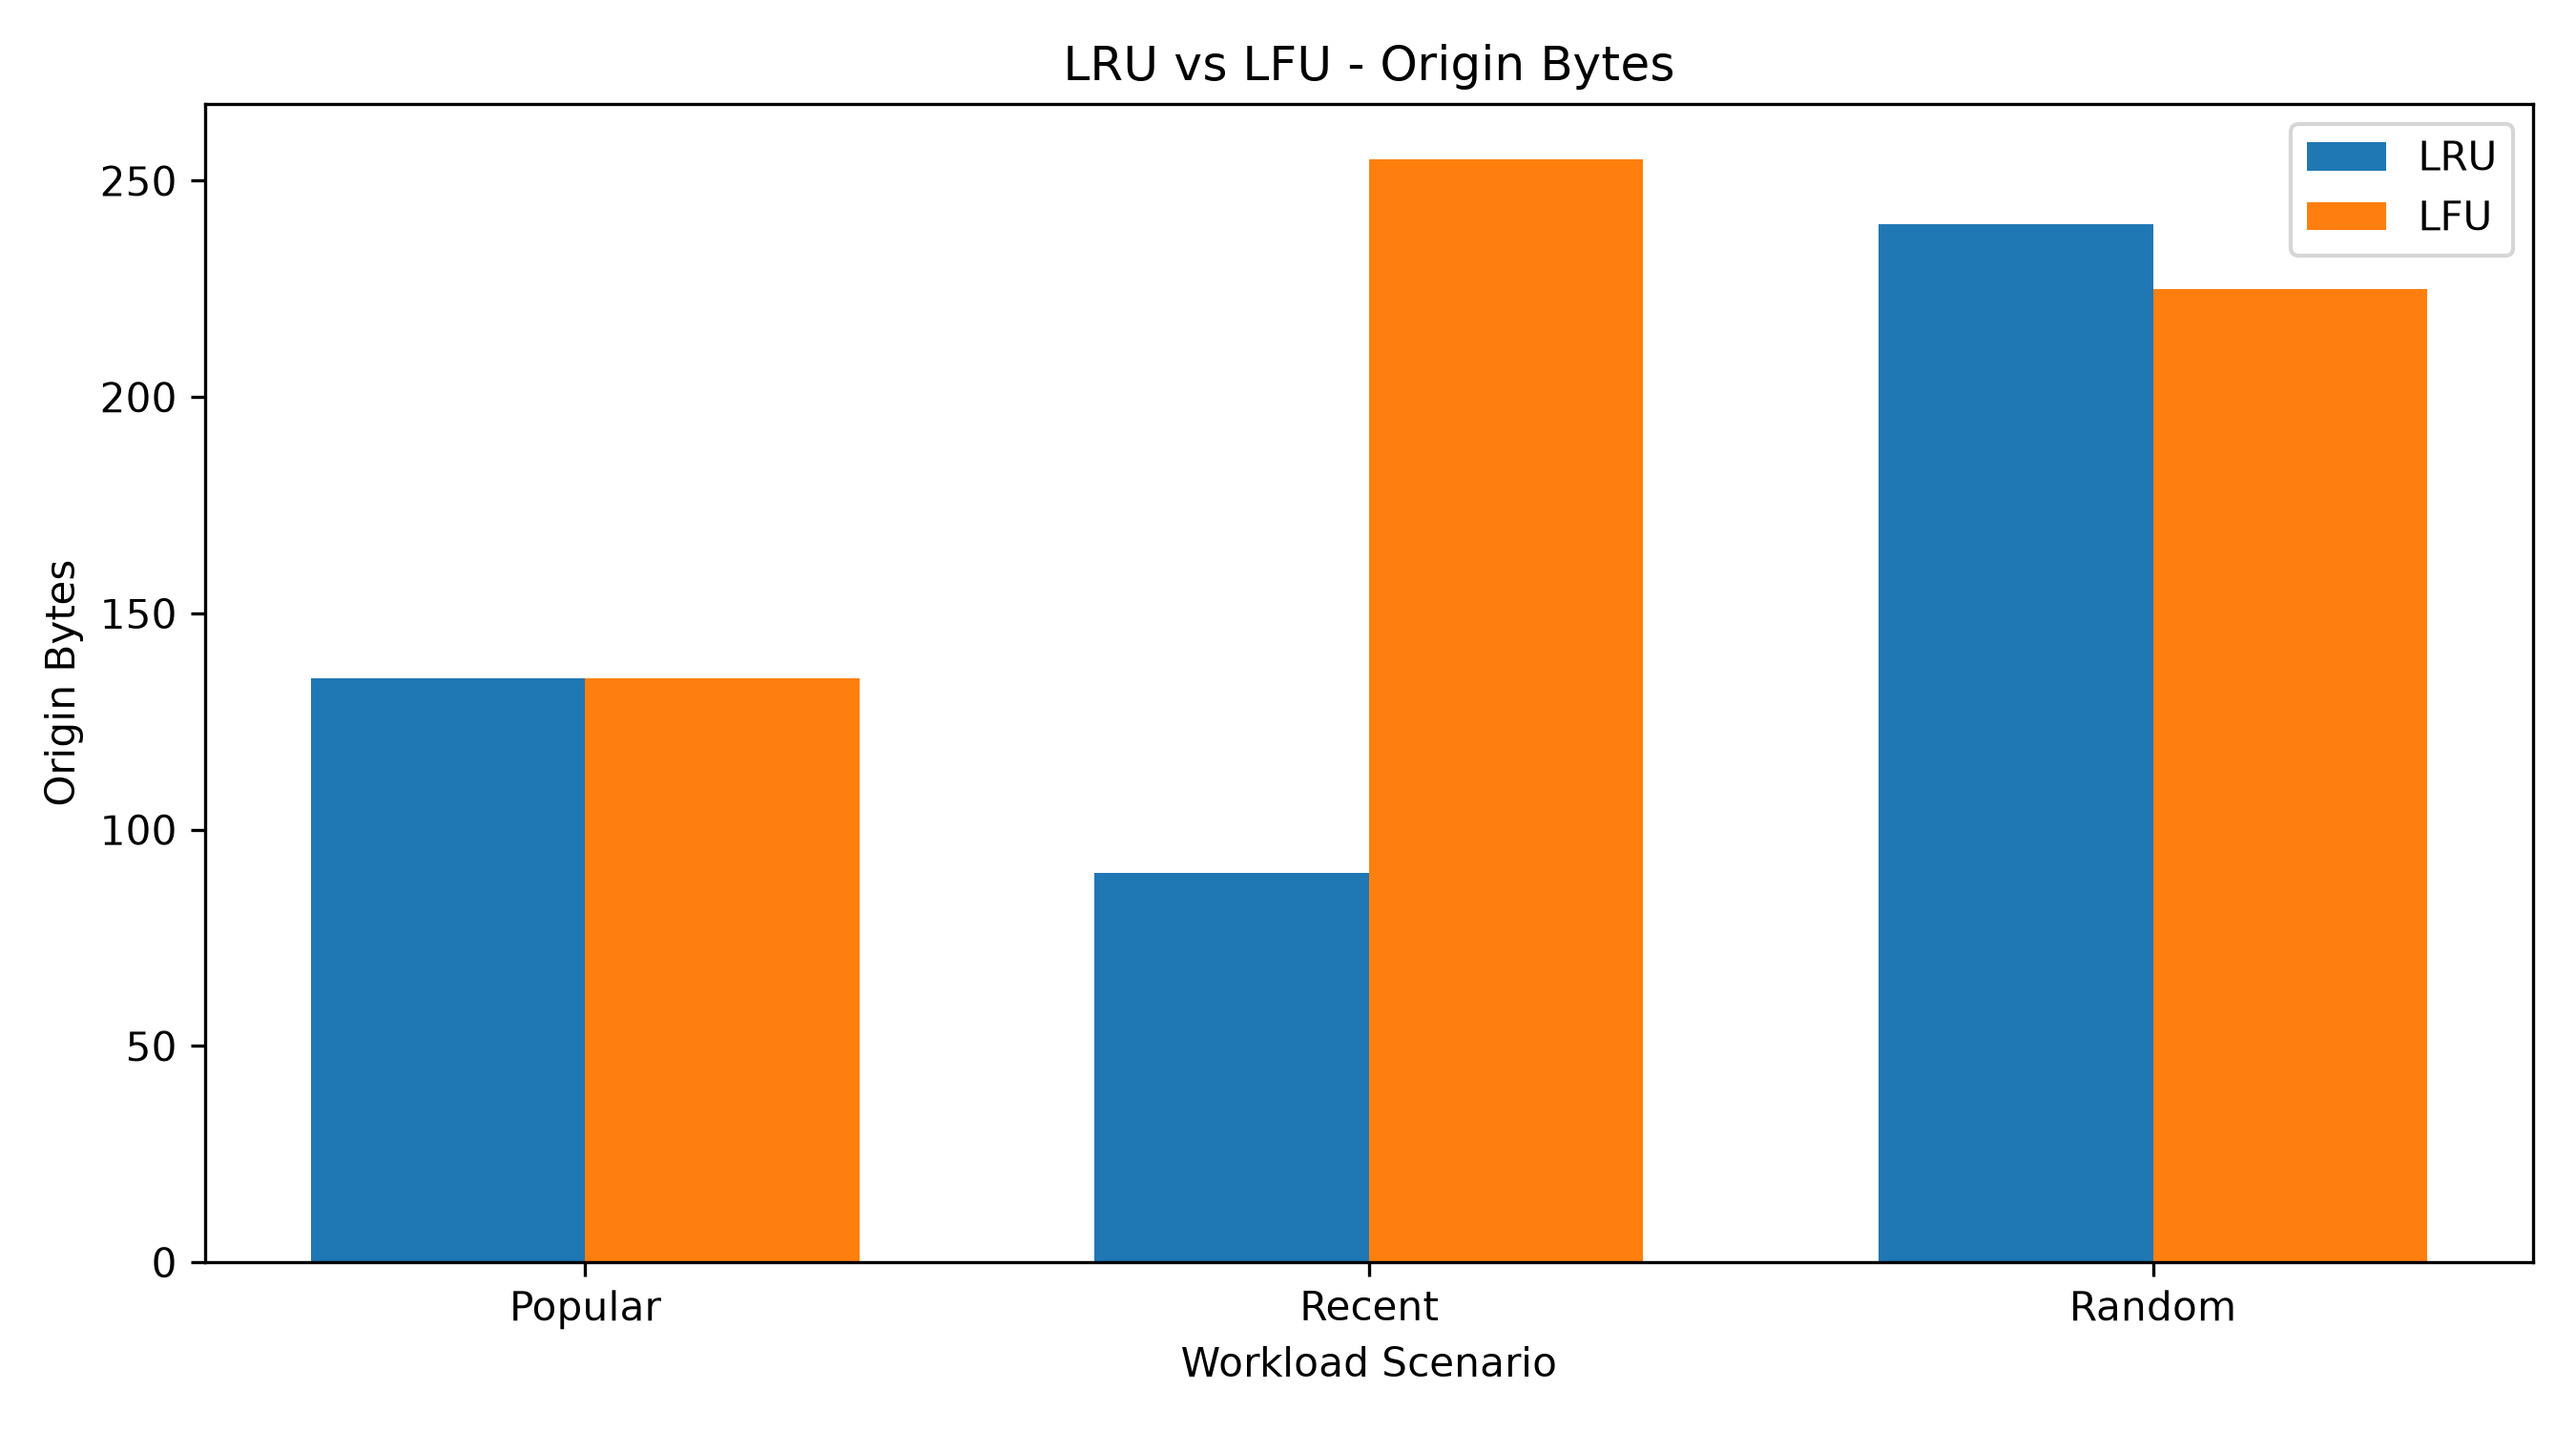 LRU vs LFU - Origin Bytes
LRU
LFU
250
200
150
100
50
0
Origin Bytes
Popular
Recent
Random
Workload Scenario